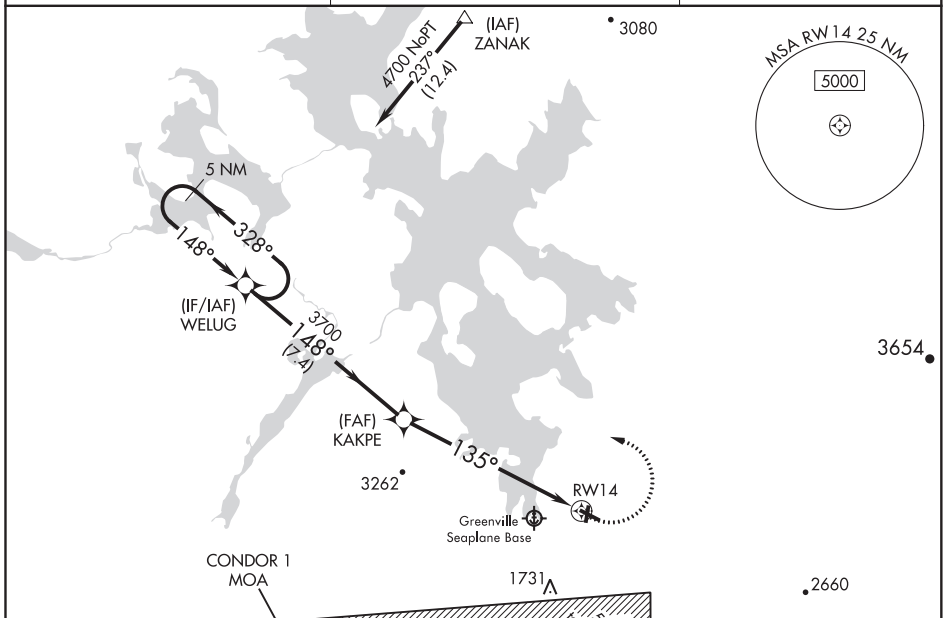 (IAF)
ZANAK
3080
4700 NoPT
237°
(12.4)
MSA RW14 25 NM
5000
5 NM
328°
148°
(IF/IAF)
WELUG
3700
148°
(7.4)
3654
(FAF)
KAKPE
135°
3262
RW14
Greenville
Seaplane Base
CONDOR 1
MOA
1731
2660